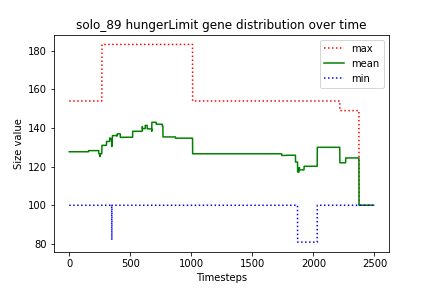 solo_89 hungerLimit gene distribution over time
max
mean
min
Size value
180
160
140
120
100
80
0
500
1000
1500
2000
2500
Timesteps